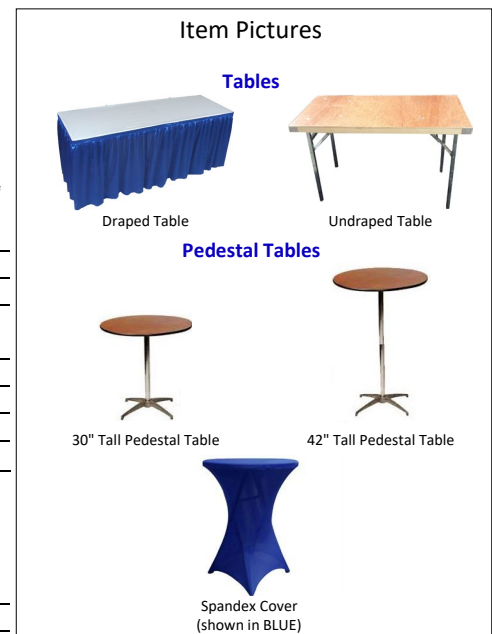 Item Pictures
Tables
Draped Table
Undraped Table
Pedestal Tables
30" Tall Pedestal Table
42" Tall Pedestal Table
Spandex Cover
(shown in BLUE)